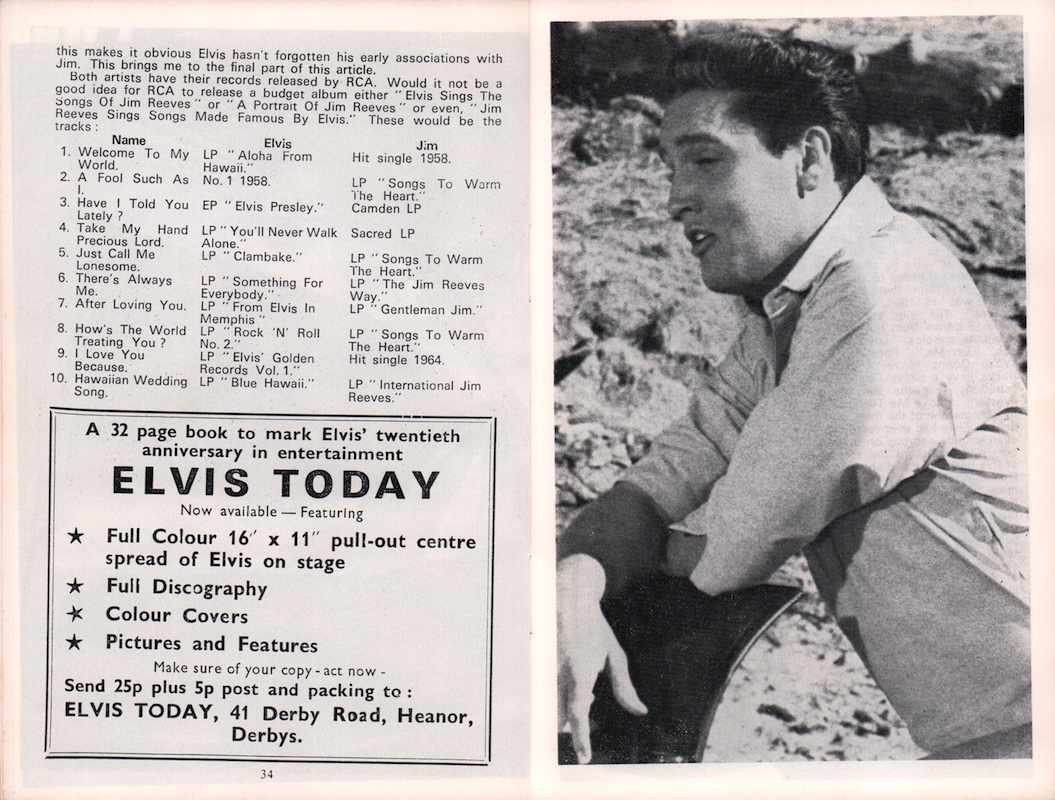 this makes it obvious Elvis hasn't forgotten his early associations with
Jim. This brings me to the final part of this article.
Both artists have their records released by RCA. Would it not be a
good idea for RCA to release a budget album either "Elvis Sings The
Songs Of Jim Reeves" or "A Portrait Of Jim Reeves" or even, "Jim
Reeves Sings Songs Made Famous By Elvis." These would be the
tracks :
Name Elvis Jim
1. Welcome To My LP "Aloha From Hit single 1958.
World. Hawaii."
2. A Fool Such As No. 1 1958. LP "Songs To Warm
I. The Heart."
3. Have I Told You EP "Elvis Presley." Camden LP
Lately ?
4. Take My Hand LP "You'll Never Walk Sacred LP
Precious Lord. Alone."
5. Just Call Me LP "Clambake." LP "Songs To Warm
Lonesome. The Heart."
6. There's Always LP "Something For LP "The Jim Reeves
Me. Everybody." Way."
7. After Loving You. LP "From Elvis In LP "Gentleman Jim."
Memphis"
8. How's The World LP "Rock 'N' Roll LP "Songs To Warm
Treating You ? No. 2." The Heart."
9. I Love You LP "Elvis' Golden Hit single 1964.
Because. Records Vol. 1."
10. Hawaiian Wedding LP "Blue Hawaii." LP "International Jim
Song. Reeves."
A 32 page book to mark Elvis' twentieth
anniversary in entertainment
ELVIS TODAY
Now available — Featuring
★ Full Colour 16" x 11" pull-out centre
spread of Elvis on stage
★ Full Discography
★ Colour Covers
★ Pictures and Features
Make sure of your copy - act now -
Send 25p plus 5p post and packing to :
ELVIS TODAY, 41 Derby Road, Heanor,
Derbys.
34